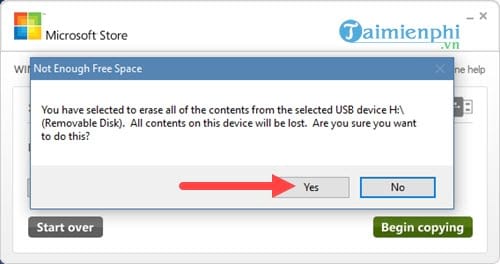 Microsoft Store
Taimienphi
.vn
WIN
ne help
Not Enough Free Space
You have selected to erase all of the contents from the selected USB device H:\
(Removable Disk).  All contents on this device will be lost.  Are you sure you want
to do this?
Yes
No
Start over
Begin copying